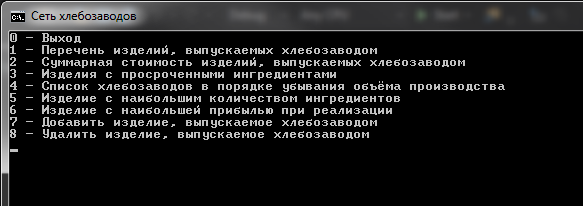 Сеть хлебозаводов
0 - Выход
1 - Перечень изделий, выпускаемых хлебозаводом
2 - Суммарная стоимость изделий, выпускаемых хлебозаводом
3 - Изделия с просроченными ингредиентами
4 - Список хлебозаводов в порядке убывания объёма производства
5 - Изделие с наибольшим количеством ингредиентов
6 - Изделие с наибольшей прибылью при реализации
7 - Добавить изделие, выпускаемое хлебозаводом
8 - Удалить изделие, выпускаемое хлебозаводом